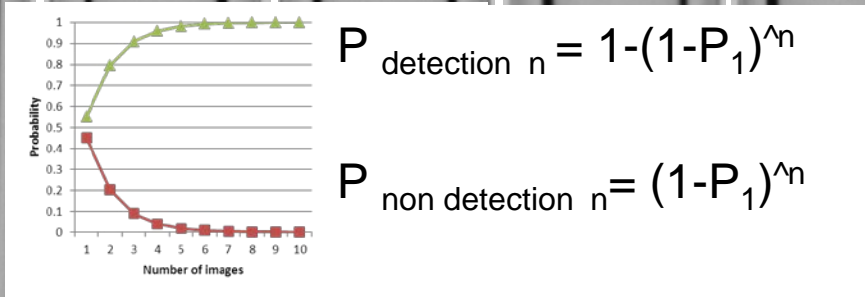 1
0.9
0.8
0.7
0.6
0.5
0.4
0.3
0.2
0.1
0
Probability
1 2 3 4 5 6 7 8 9 10
Number of images
P detection n = 1-(1-P1)^n
P non detection n= (1-P1)^n